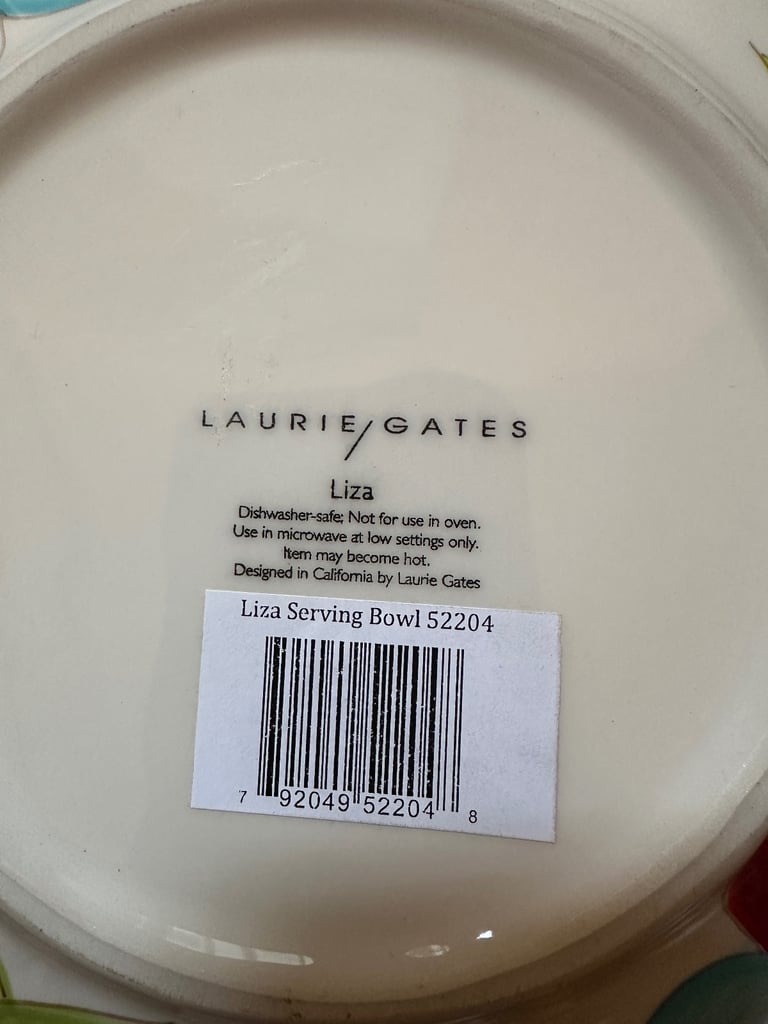 LAURIE/GATES
Liza
Dishwasher-safe; Not for use in oven.
Use in microwave at low settings only.
Item may become hot.
Designed in California by Laurie Gates
Liza Serving Bowl 52204
7 92049 52204 8